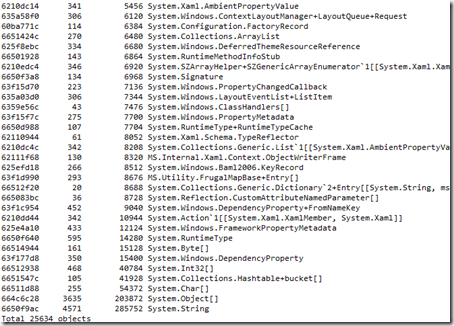 6210dc14 341 5456 System.Xaml.AmbientPropertyValue
635a58f0 306 6120 System.Windows.ContextLayoutManager+LayoutQueue+Request
60ba771c 114 6384 System.Configuration.FactoryRecord
6651424c 270 6480 System.Collections.ArrayList
625f8ebc 334 6680 System.Windows.DeferredThemeResourceReference
66501928 143 6864 System.RuntimeMethodInfoStub
6210edc4 346 6920 System.SZArrayHelper+SZGenericArrayEnumerator`1[[System.Xaml.Xam
6650f3a8 134 6968 System.Signature
63f15d70 223 7136 System.Windows.PropertyChangedCallback
635a03d0 306 7344 System.Windows.LayoutEventList+ListItem
6359e56c 43 7476 System.Windows.ClassHandlers[]
63f15f7c 275 7700 System.Windows.PropertyMetadata
6650d988 107 7704 System.RuntimeType+RuntimeTypeCache
62110944 61 8052 System.Xaml.Schema.TypeReflector
6210dc4c 342 8208 System.Collections.Generic.List`1[[System.Xaml.AmbientPropertyVa
62111f68 130 8320 MS.Internal.Xaml.Context.ObjectWriterFrame
625efd18 266 8512 System.Windows.Baml2006.KeyRecord
63f1d990 293 8676 MS.Utility.FrugalMapBase+Entry[]
66512f20 20 8688 System.Collections.Generic.Dictionary`2+Entry[[System.String, ms
665083bc 36 8728 System.Reflection.CustomAttributeNamedParameter[]
63f1c954 452 9040 System.Windows.DependencyProperty+FromNameKey
6210dd44 342 10944 System.Action`1[[System.Xaml.XamlMember, System.Xaml]]
625e4a10 433 12124 System.Windows.FrameworkPropertyMetadata
6650f640 595 14280 System.RuntimeType
66514944 161 15128 System.Byte[]
63f177d8 350 15400 System.Windows.DependencyProperty
66512938 468 40784 System.Int32[]
6651547c 105 41928 System.Collections.Hashtable+bucket[]
66511d88 255 54372 System.Char[]
664c6c28 3635 203872 System.Object[]
6650f9ac 4571 285752 System.String
Total 25634 objects